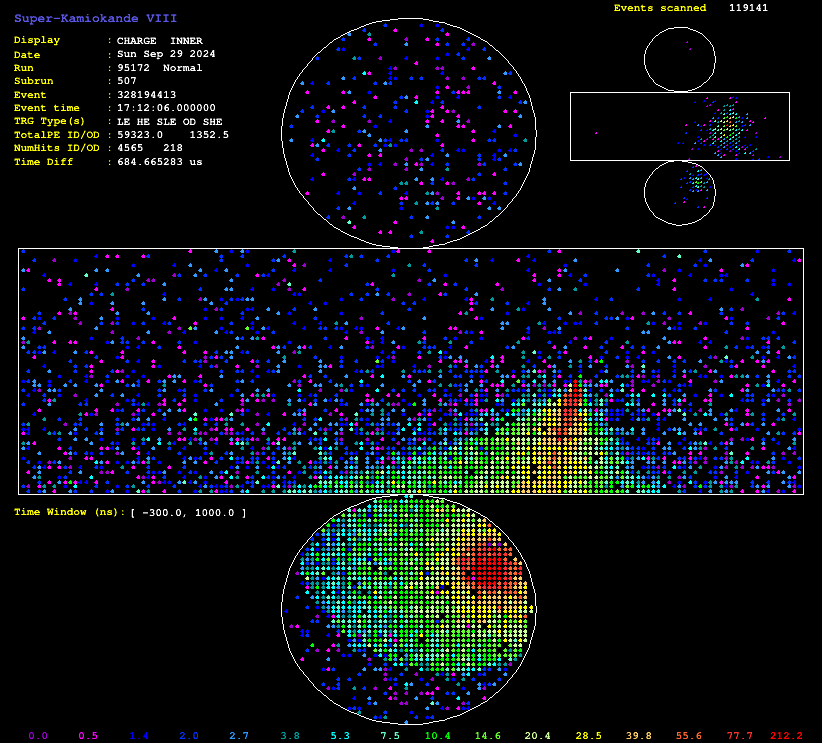 Super-Kamiokande VIII
Events scanned 119141
Display : CHARGE INNER
Date : Sun Sep 29 2024
Run : 95172 Normal
Subrun : 507
Event : 328194413
Event time : 17:12:06.000000
TRG Type(s) : LE HE SLE OD SHE
TotalPE ID/OD : 59323.0 1352.5
NumHits ID/OD : 4565 218
Time Diff : 684.665283 us
Time Window (ns): [ -300.0, 1000.0 ]
0.0 0.5 1.4 2.0 2.7 3.8 5.3 7.5 10.4 14.6 20.4 28.5 39.8 55.6 77.7 212.2